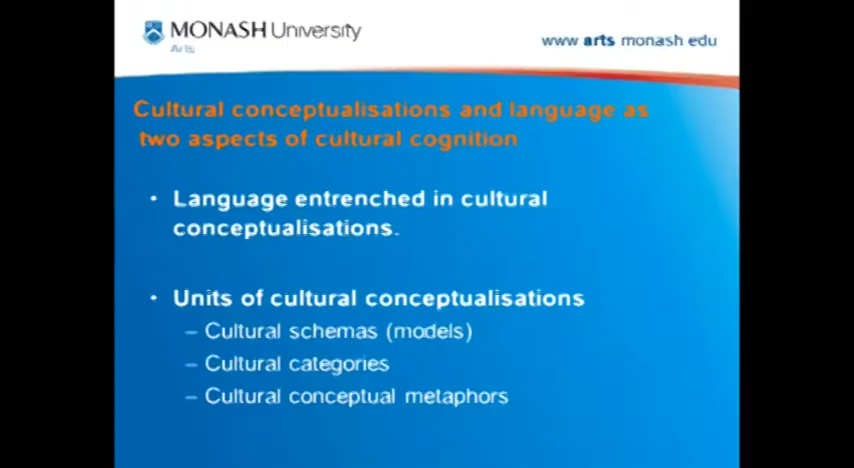 MONASH University
Arts
www arts monash edu
Cultural conceptualisations and language as
two aspects of cultural cognition
• Language entrenched in cultural
conceptualisations.
• Units of cultural conceptualisations
– Cultural schemas (models)
– Cultural categories
– Cultural conceptual metaphors